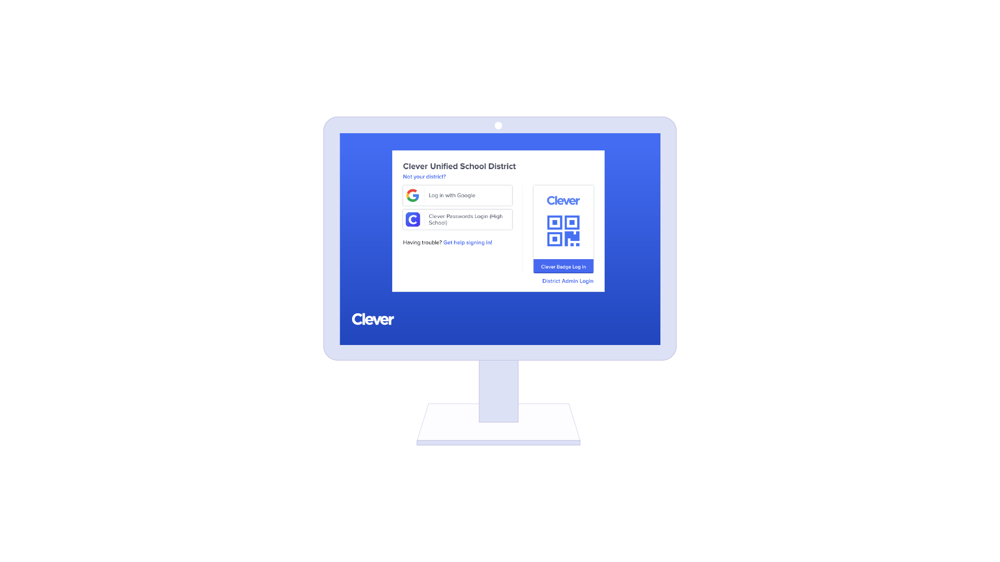 Clever Unified School District
Not your district?
Log in with Google
Clever Passwords Login (High
School)
Having trouble? Get help signing in!
Clever
Clever Badge Log In
District Admin Login
Clever